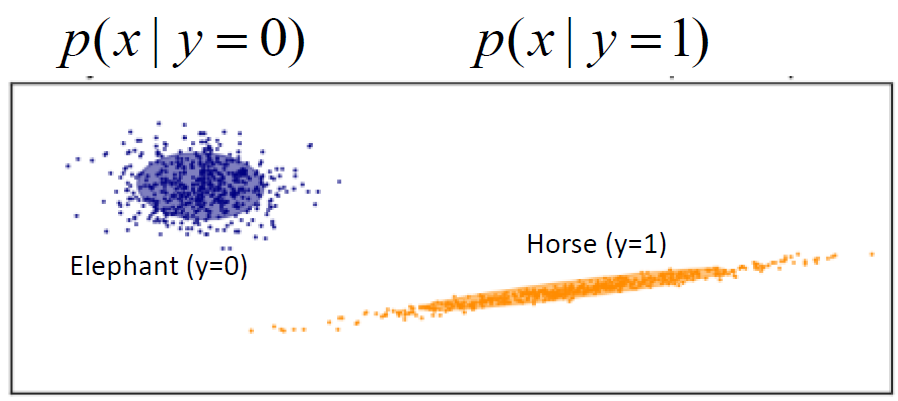 p(x | y = 0) p(x | y = 1)
Horse (y=1)
Elephant (y=0)